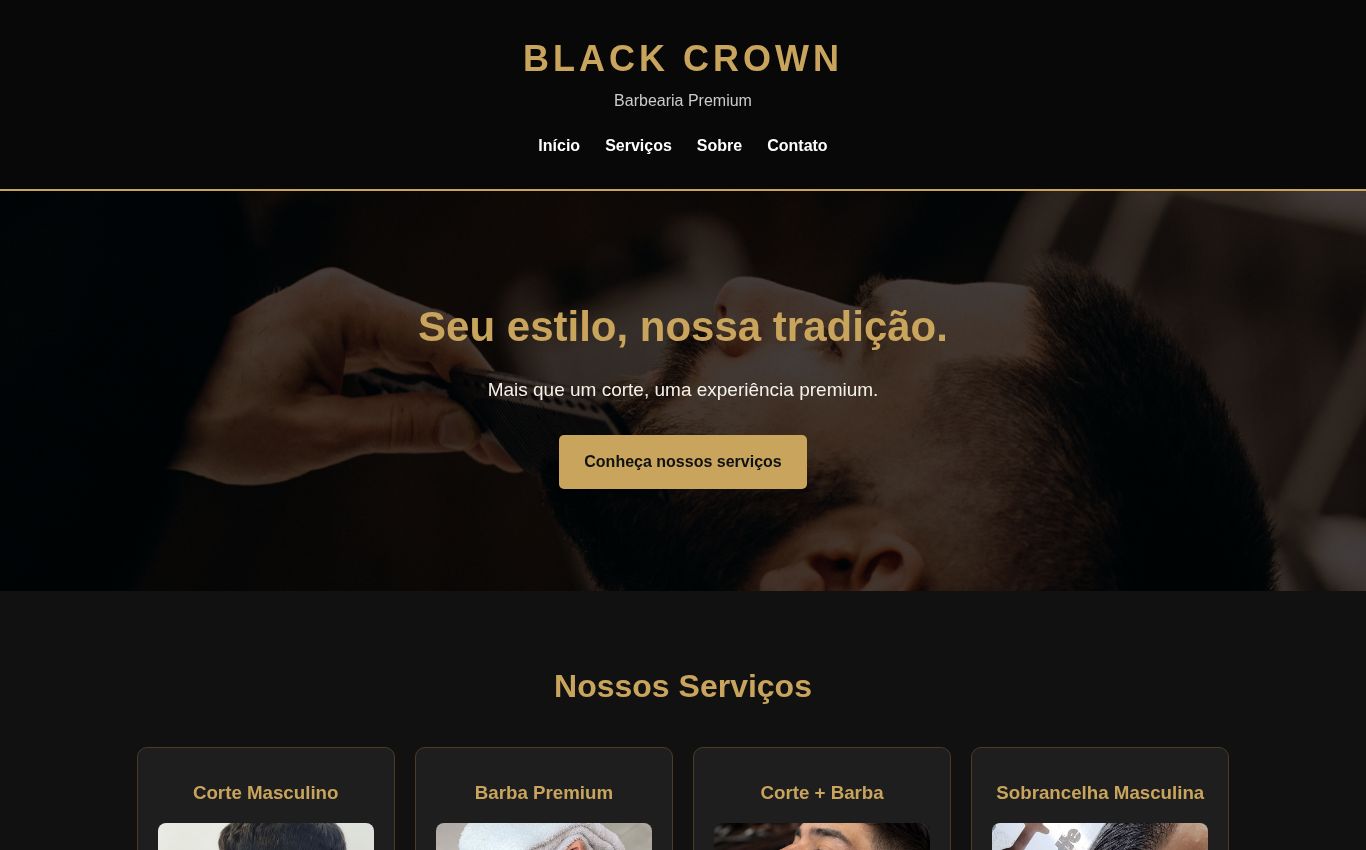 BLACK CROWN
Barbearia Premium
Início Serviços Sobre Contato
Seu estilo, nossa tradição.
Mais que um corte, uma experiência premium.
Conheça nossos serviços
Nossos Serviços
Corte Masculino Barba Premium Corte + Barba Sobrancelha Masculina